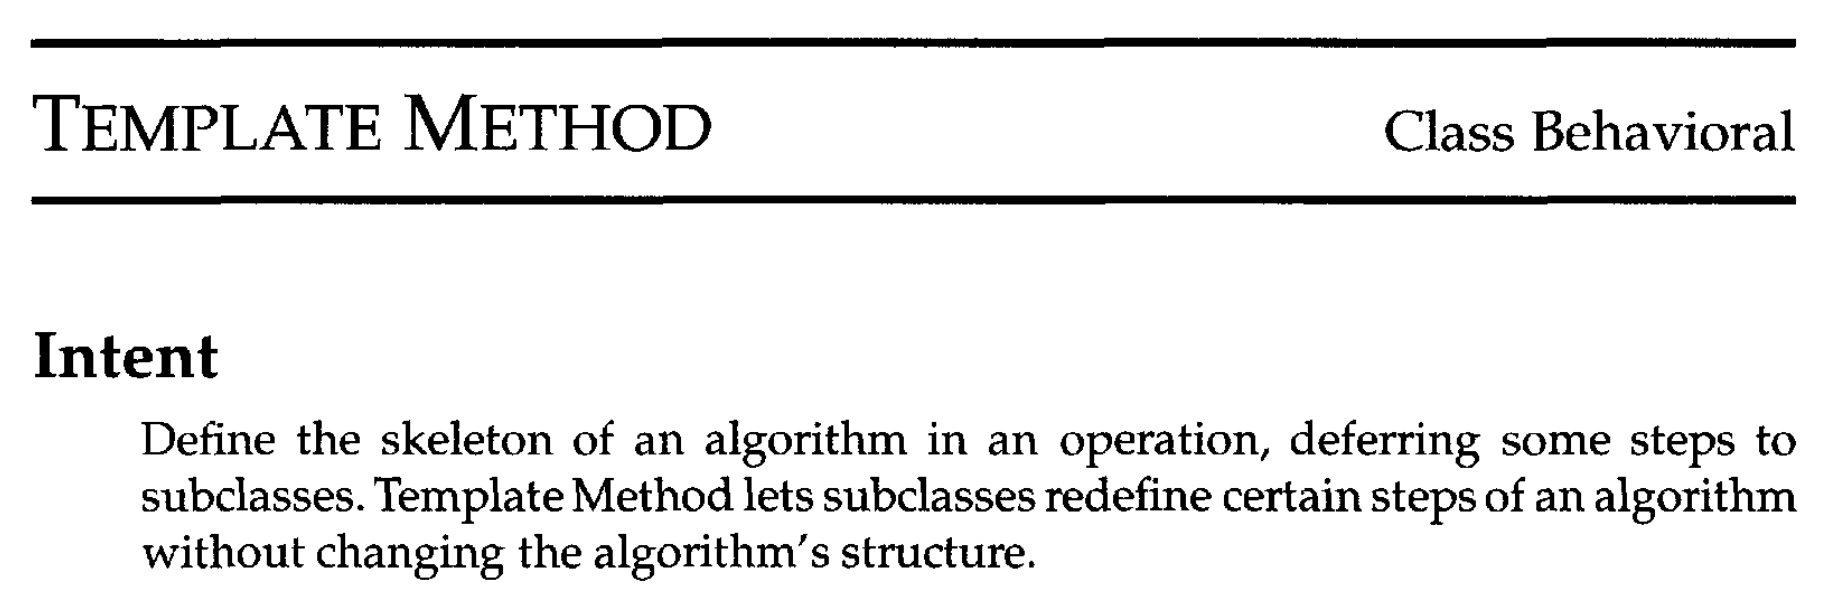 TEMPLATE METHOD Class Behavioral
Intent
Define the skeleton of an algorithm in an operation, deferring some steps to
subclasses. Template Method lets subclasses redefine certain steps of an algorithm
without changing the algorithm's structure.